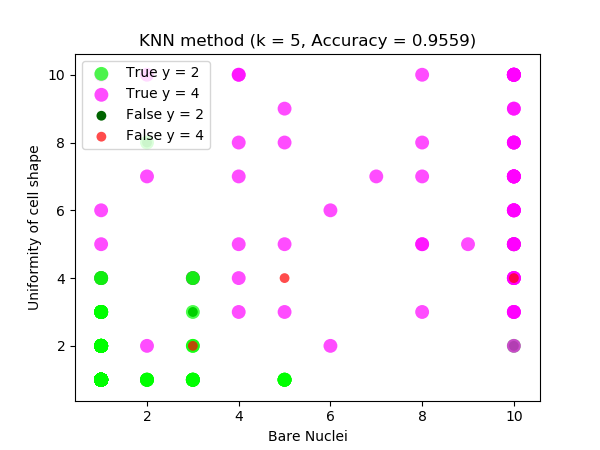 KNN method (k = 5, Accuracy = 0.9559)
True y = 2
True y = 4
False y = 2
False y = 4
10
8
6
4
2
Uniformity of cell shape
2 4 6 8 10
Bare Nuclei